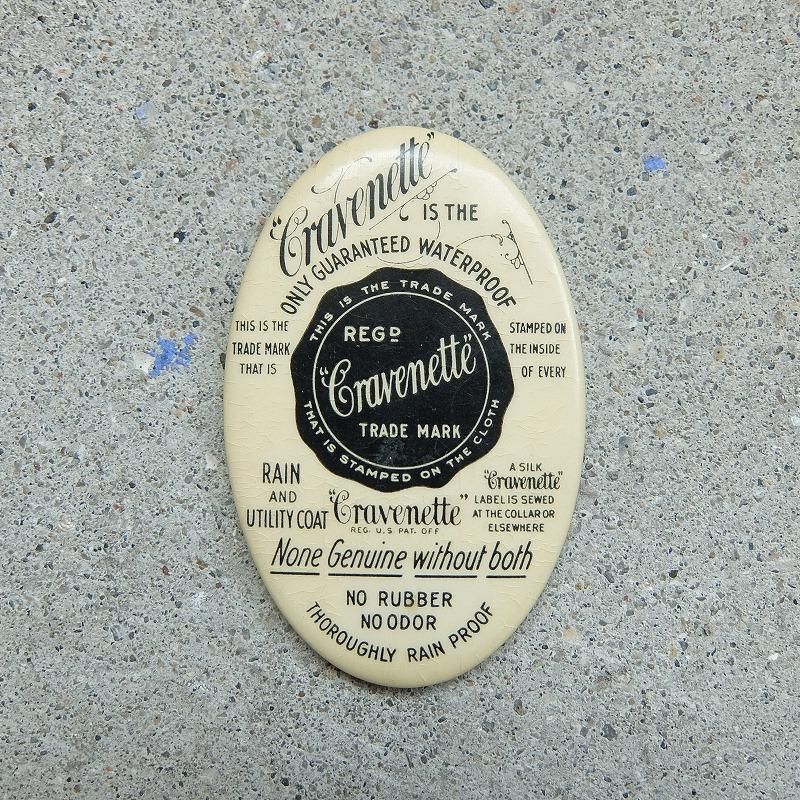 "Cravenette"
IS THE
ONLY GUARANTEED WATERPROOF
THIS IS THE
TRADE MARK
THAT IS
THIS IS THE TRADE MARK
REGD
"Cravenette"
TRADE MARK
THAT IS STAMPED ON THE CLOTH
STAMPED ON
THE INSIDE
OF EVERY
RAIN
AND
UTILITY COAT
"Cravenette"
REG. U.S. PAT. OFF
A SILK
"Cravenette"
LABEL IS SEWED
AT THE COLLAR OR
ELSEWHERE
None Genuine without both
NO RUBBER
NO ODOR
THOROUGHLY RAIN PROOF